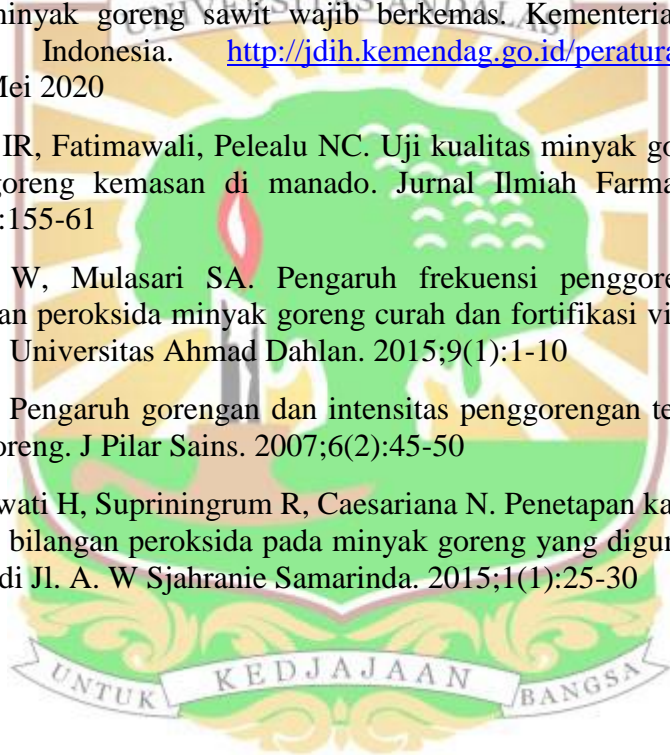 minyak goreng sawit wajib berkemas. Kementeria
Indonesia. http://jdih.kemendag.go.id/peratura
Mei 2020
IR, Fatimawali, Pelealu NC. Uji kualitas minyak go
goreng kemasan di manado. Jurnal Ilmiah Farma
:155-61
W, Mulasari SA. Pengaruh frekuensi penggore
an peroksida minyak goreng curah dan fortifikasi vi
Universitas Ahmad Dahlan. 2015;9(1):1-10
Pengaruh gorengan dan intensitas penggorengan te
oreng. J Pilar Sains. 2007;6(2):45-50
wati H, Supriningrum R, Caesariana N. Penetapan ka
bilangan peroksida pada minyak goreng yang digun
di Jl. A. W Sjahranie Samarinda. 2015;1(1):25-30
UNTUK KEDJAJAAN BANGSA